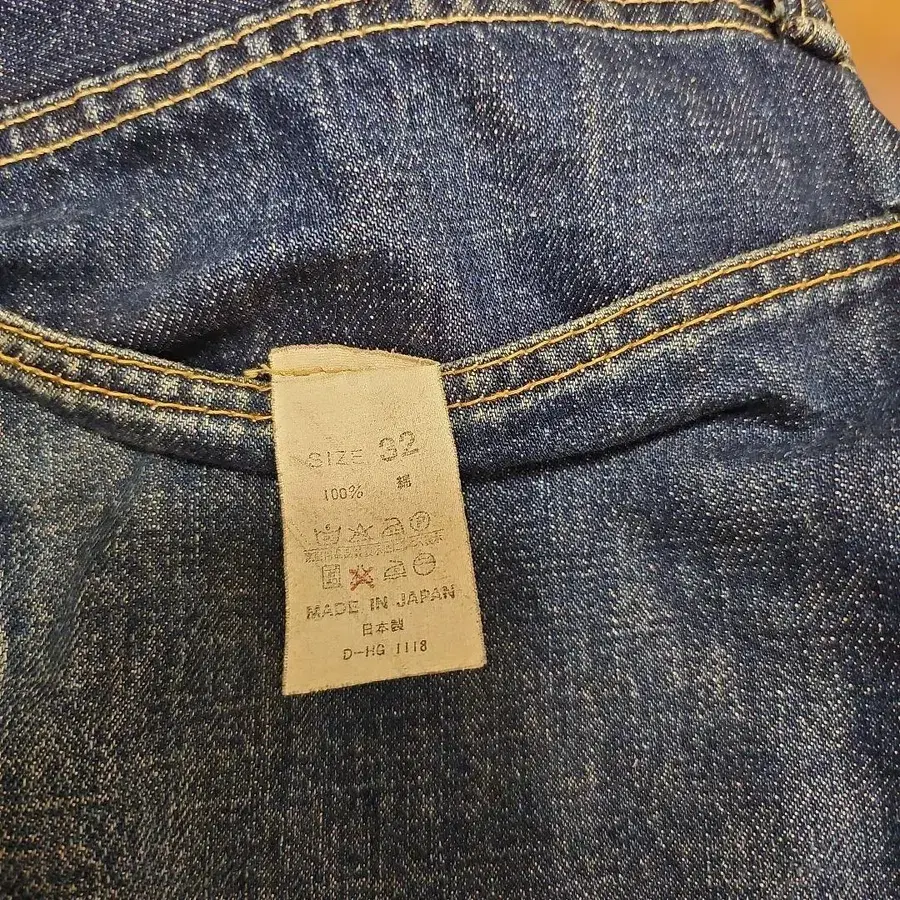 SIZE 32
100% 綿
MADE IN JAPAN
日本製
D-HG 1118